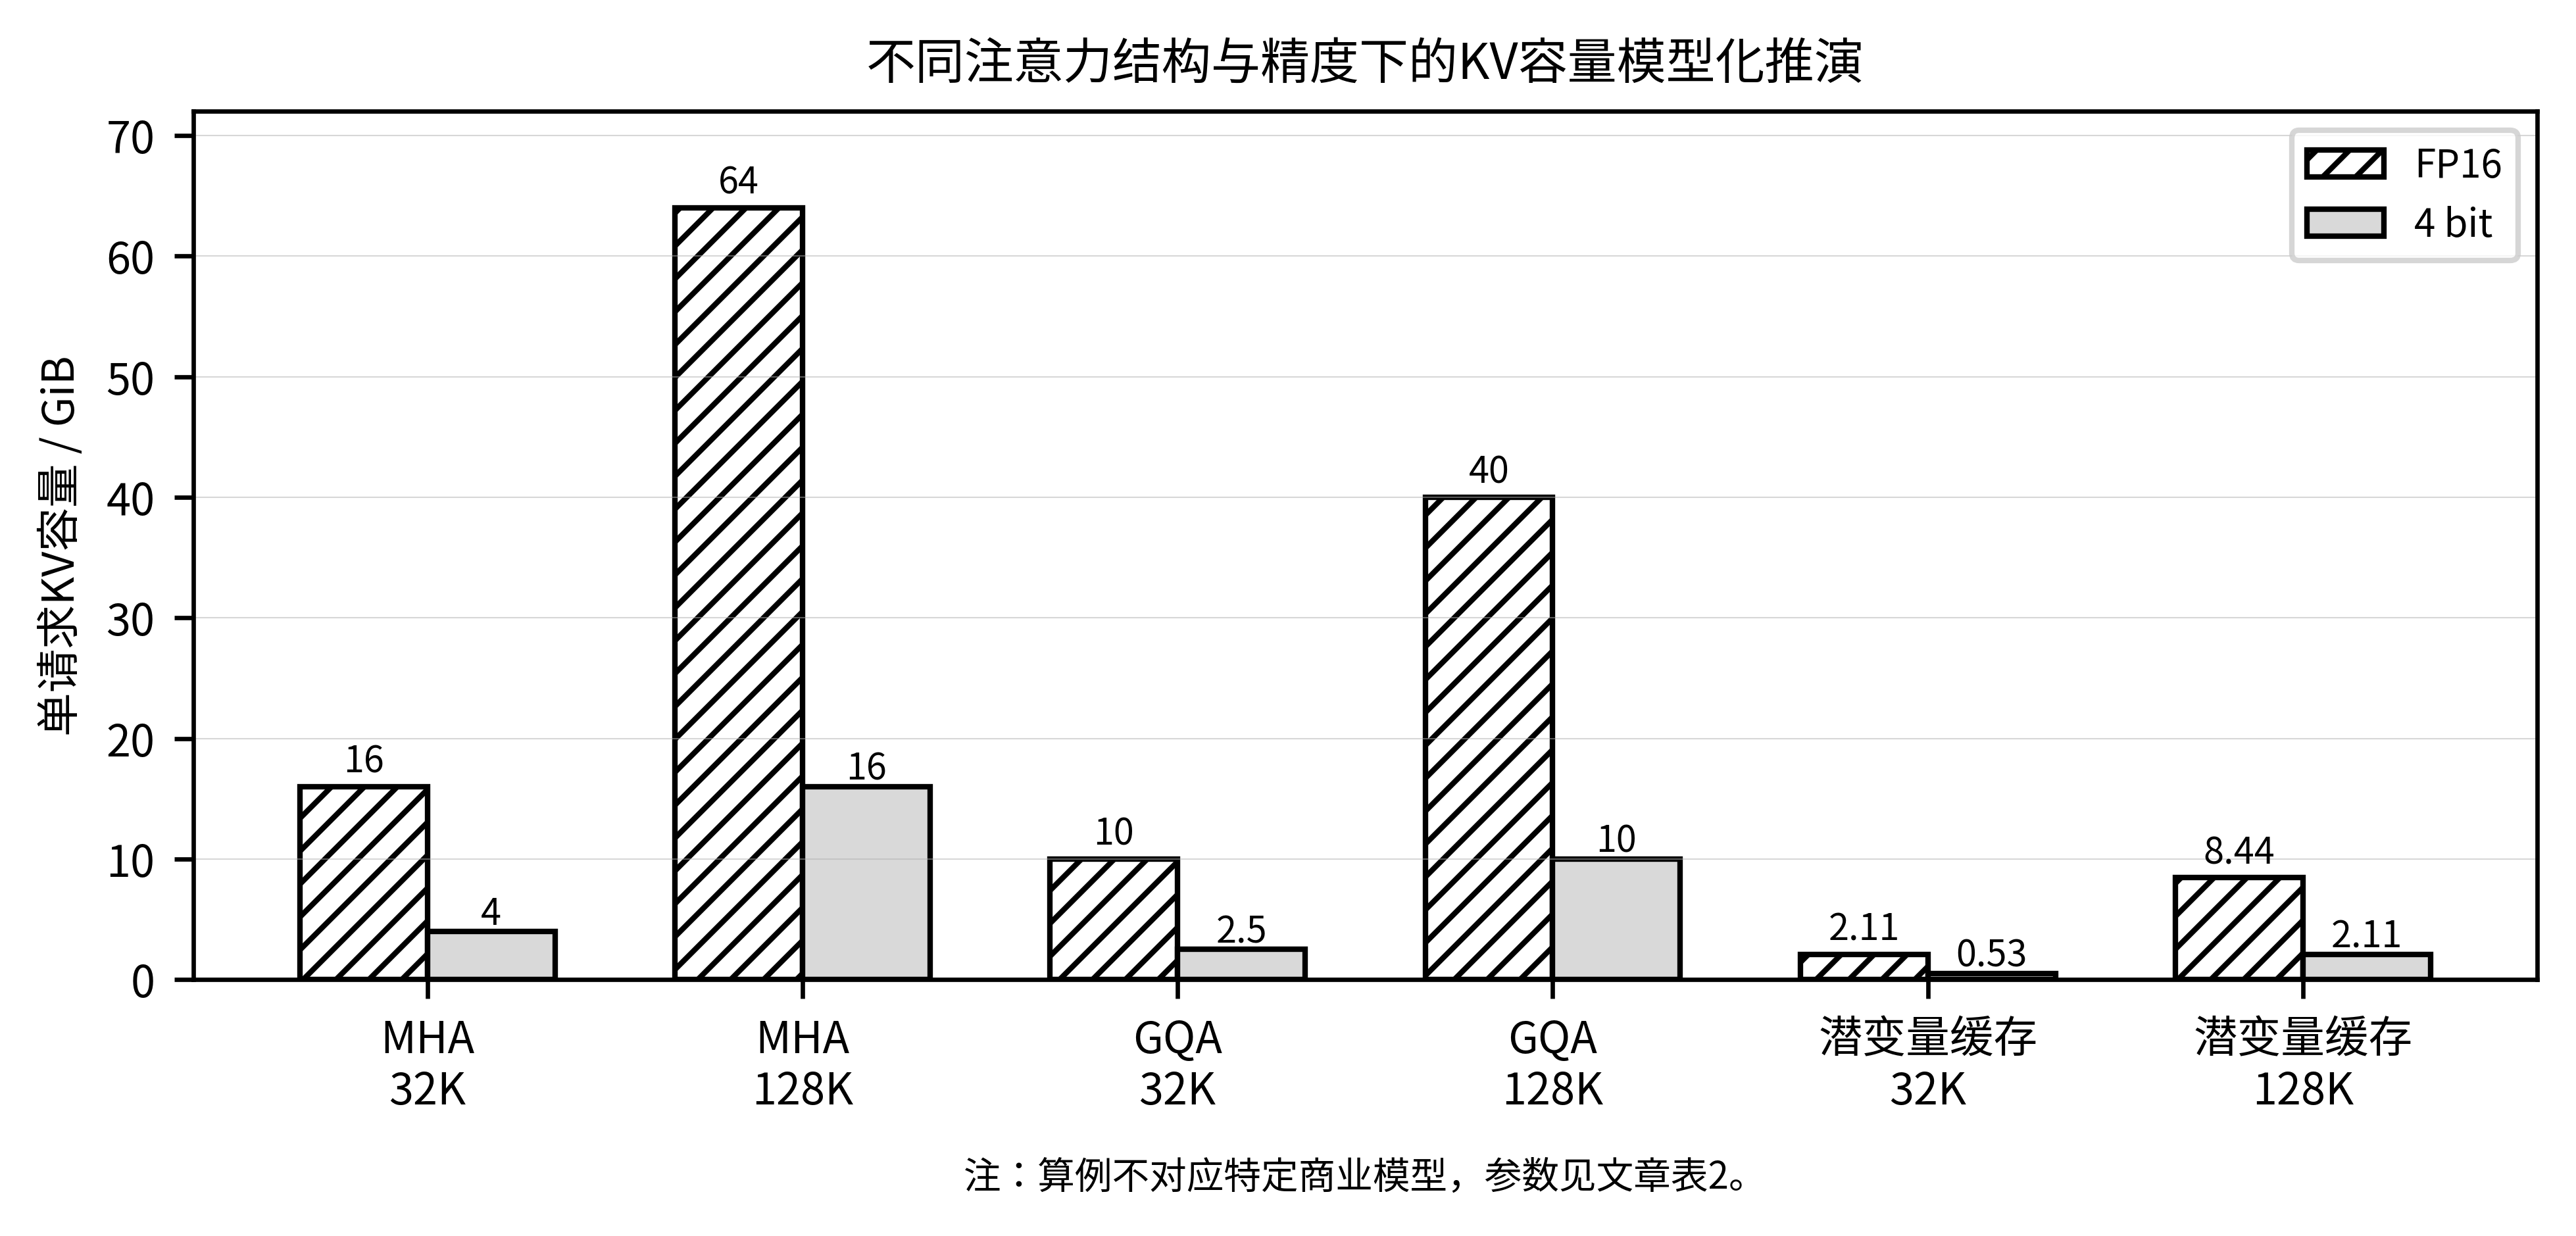 不同注意力结构与精度下的KV容量模型化推演
单请求KV容量 / GiB
70
60
50
40
30
20
10
0
FP16
4 bit
16
4
64
16
10
2.5
40
10
2.11
0.53
8.44
2.11
MHA
32K
MHA
128K
GQA
32K
GQA
128K
潜变量缓存
32K
潜变量缓存
128K
注：算例不对应特定商业模型，参数见文章表2。